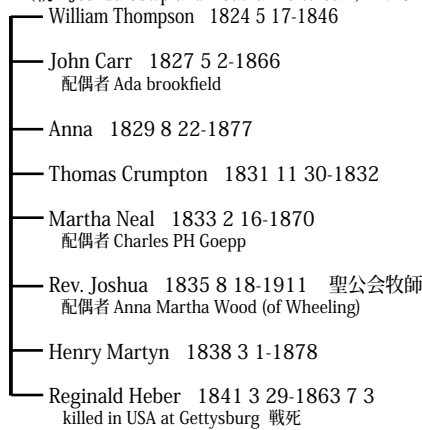 William Thompson 1824 5 17-1846
John Carr 1827 5 2-1866
配偶者 Ada brookfield
Anna 1829 8 22-1877
Thomas Crumpton 1831 11 30-1832
Martha Neal 1833 2 16-1870
配偶者 Charles PH Goepp
Rev. Joshua 1835 8 18-1911 聖公会牧師
配偶者 Anna Martha Wood (of Wheeling)
Henry Martyn 1838 3 1-1878
Reginald Heber 1841 3 29-1863 7 3
killed in USA at Gettysburg 戦死